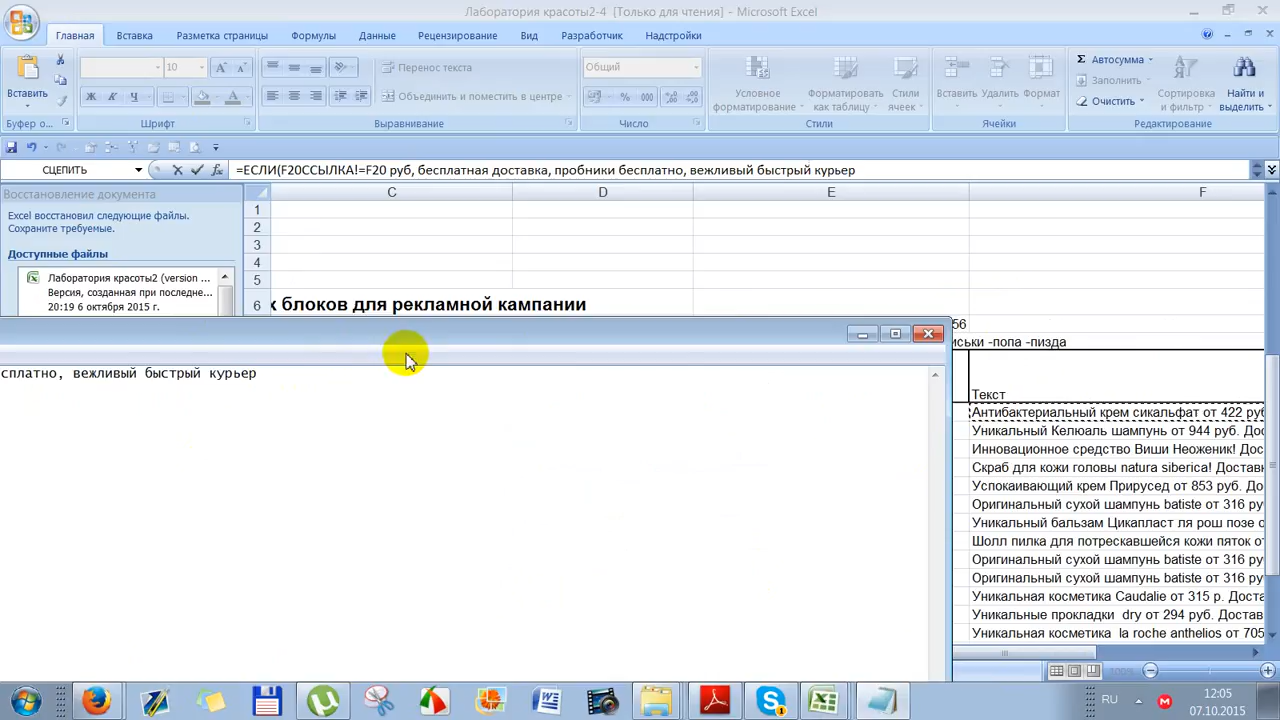 Лаборатория красоты2-4 [Только для чтения] - Microsoft Excel
Главная Вставка Разметка страницы Формулы Данные Рецензирование Вид Разработчик Надстройки
10 Перенос текста Общий Автосумма
Заполнить
Вставить Ж К Ч Объединить и поместить в центре % 000 Условное форматирование Форматировать как таблицу Стили ячеек Вставить Удалить Формат Очистить Сортировка и фильтр Найти и выделить
Буфер о... Шрифт Выравнивание Число Стили Ячейки Редактирование
СЦЕПИТЬ =ЕСЛИ(F20ССЫЛКА!=F20 руб, бесплатная доставка, пробники бесплатно, вежливый быстрый курьер
Восстановление документа
C D E F
Excel восстановил следующие файлы.
Сохраните требуемые.
Доступные файлы
Лаборатория красоты2 (version ...
Версия, созданная при последне...
20:19 6 октября 2015 г.
1
2
3
4
5
6 к блоков для рекламной кампании
56
иськи -попа -пизда
Текст
сплатно, вежливый быстрый курьер
Антибактериальный крем сикальфат от 422 руб
Уникальный Келюаль шампунь от 944 руб. Дос
Инновационное средство Виши Неоженик! Дос
Скраб для кожи головы natura siberica! Доставк
Успокаивающий крем Прирусед от 853 руб. До
Оригинальный сухой шампунь batiste от 316 ру
Уникальный бальзам Цикапласт ля рош позе о
Шолл пилка для потрескавшейся кожи пяток от
Оригинальный сухой шампунь batiste от 316 ру
Оригинальный сухой шампунь batiste от 316 ру
Уникальная косметика Caudalie от 315 р. Доста
Уникальные прокладки dry от 294 руб. Достав
Уникальная косметика la roche anthelios от 705
100%
RU 12:05
07.10.2015